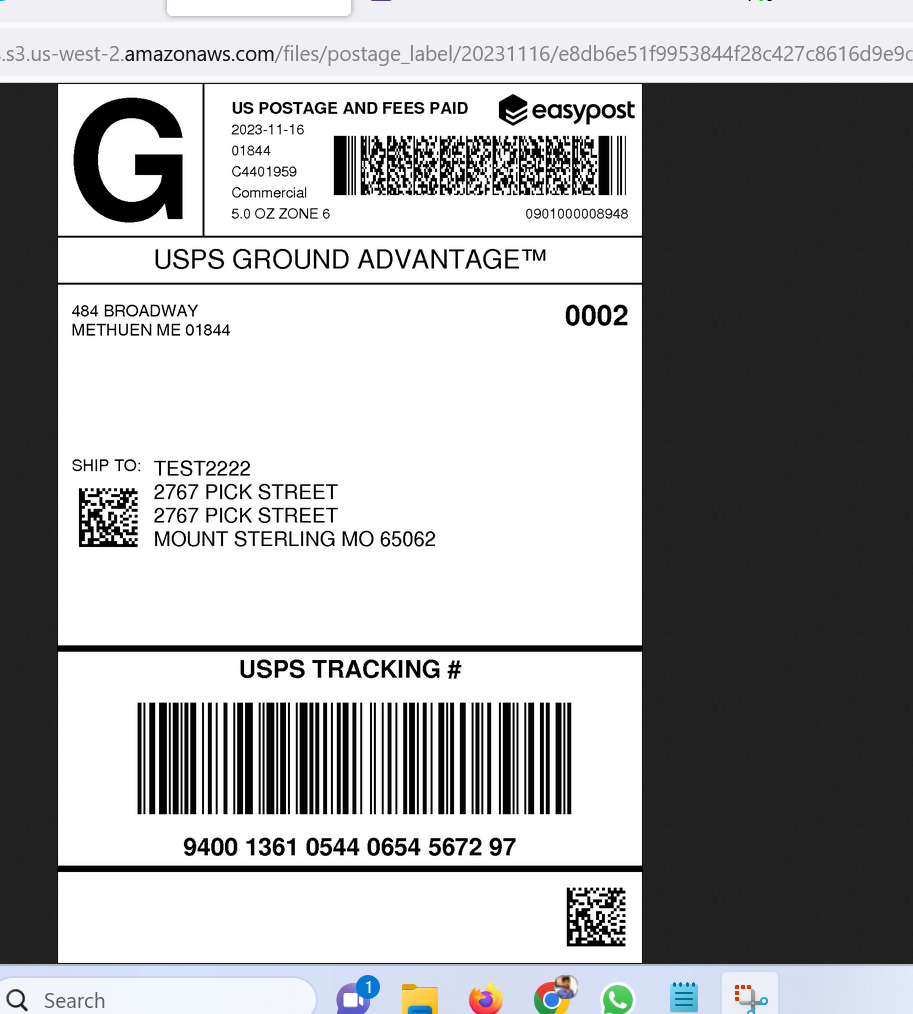 .s3.us-west-2.amazonaws.com/files/postage_label/20231116/e8db6e51f9953844f28c427c8616d9e9c
G
US POSTAGE AND FEES PAID
easypost
2023-11-16
01844
C4401959
Commercial
5.0 OZ ZONE 6
0901000008948
USPS GROUND ADVANTAGE™
484 BROADWAY
METHUEN ME 01844
0002
SHIP TO:
TEST2222
2767 PICK STREET
2767 PICK STREET
MOUNT STERLING MO 65062
USPS TRACKING #
9400 1361 0544 0654 5672 97
1
Search